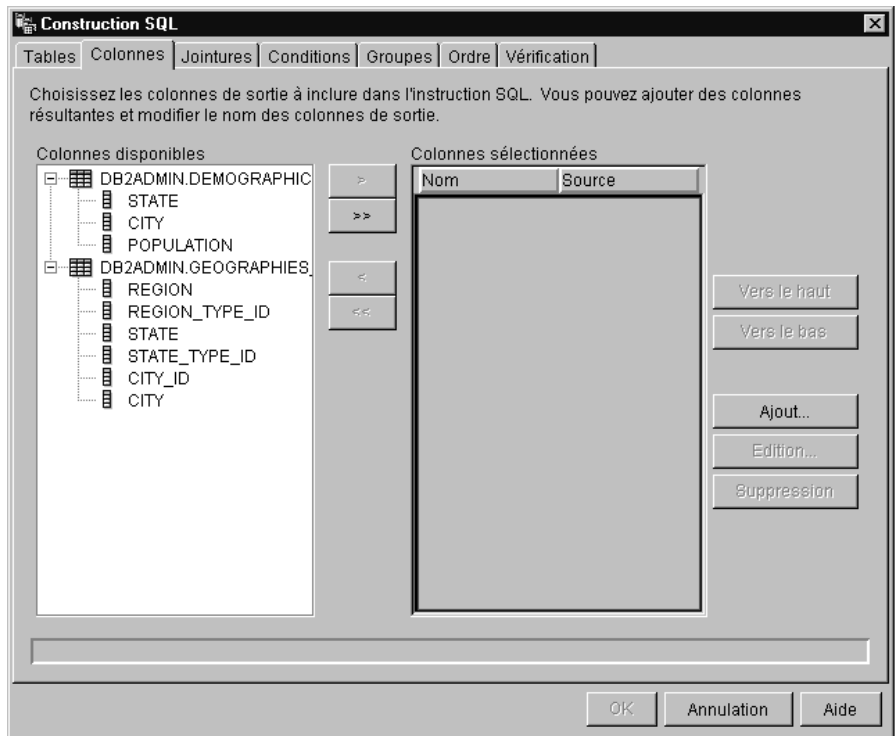 Construction SQL
Tables Colonnes Jointures Conditions Groupes Ordre Vérification
Choisissez les colonnes de sortie à inclure dans l'instruction SQL. Vous pouvez ajouter des colonnes
résultantes et modifier le nom des colonnes de sortie.
Colonnes disponibles
DB2ADMIN.DEMOGRAPHIC
STATE
CITY
POPULATION
DB2ADMIN.GEOGRAPHIES_
REGION
REGION_TYPE_ID
STATE
STATE_TYPE_ID
CITY_ID
CITY
>
>>
<
<<
Colonnes sélectionnées
Nom Source
Vers le haut
Vers le bas
Ajout...
Edition...
Suppression
OK Annulation Aide